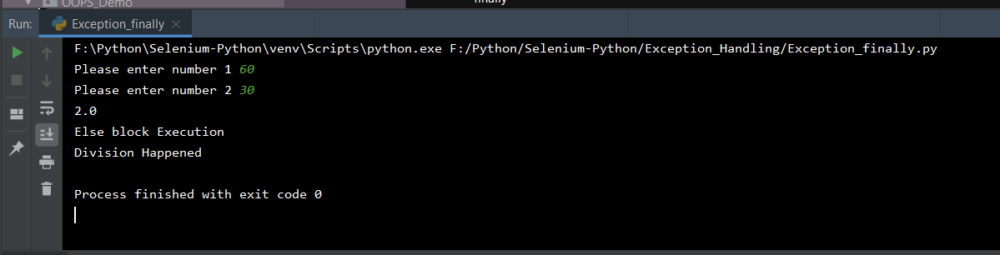 OOPS_Demo
finally
Run: Exception_finally
F:\Python\Selenium-Python\venv\Scripts\python.exe F:/Python/Selenium-Python/Exception_Handling/Exception_finally.py
Please enter number 1 60
Please enter number 2 30
2.0
Else block Execution
Division Happened
Process finished with exit code 0